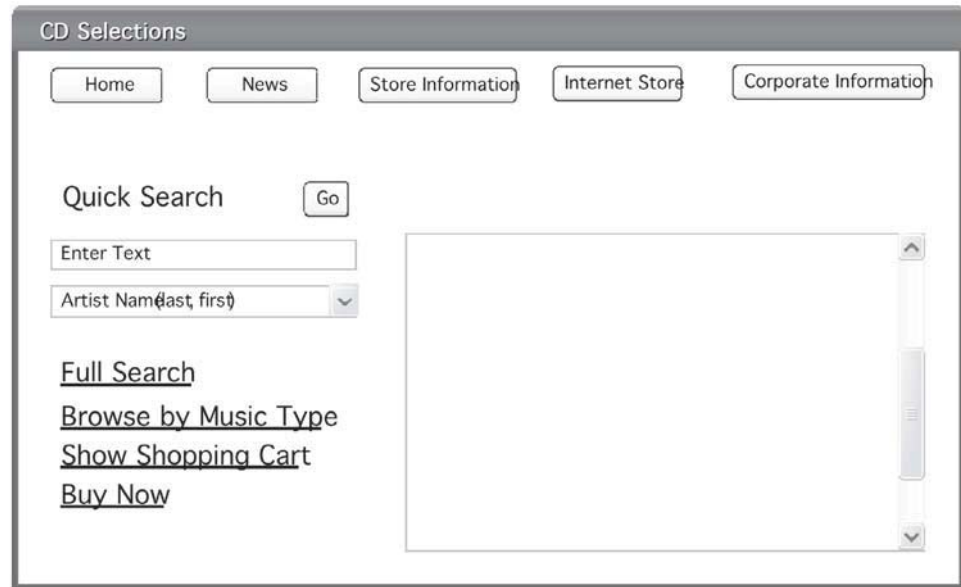 CD Selections
Home News Store Information Internet Store Corporate Information
Quick Search Go
Enter Text
Artist Name (last, first)
Full Search
Browse by Music Type
Show Shopping Cart
Buy Now